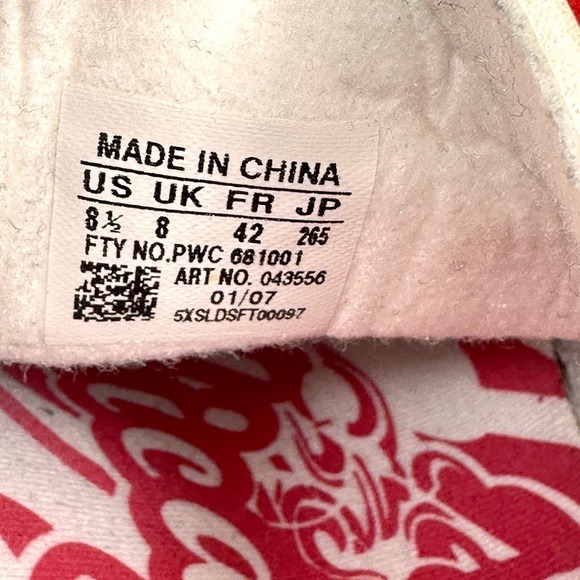 MADE IN CHINA
US UK FR JP
8½ 8 42 265
FTY NO.PWC 681001
ART NO. 043556
01/07
5XSLDSFT00097